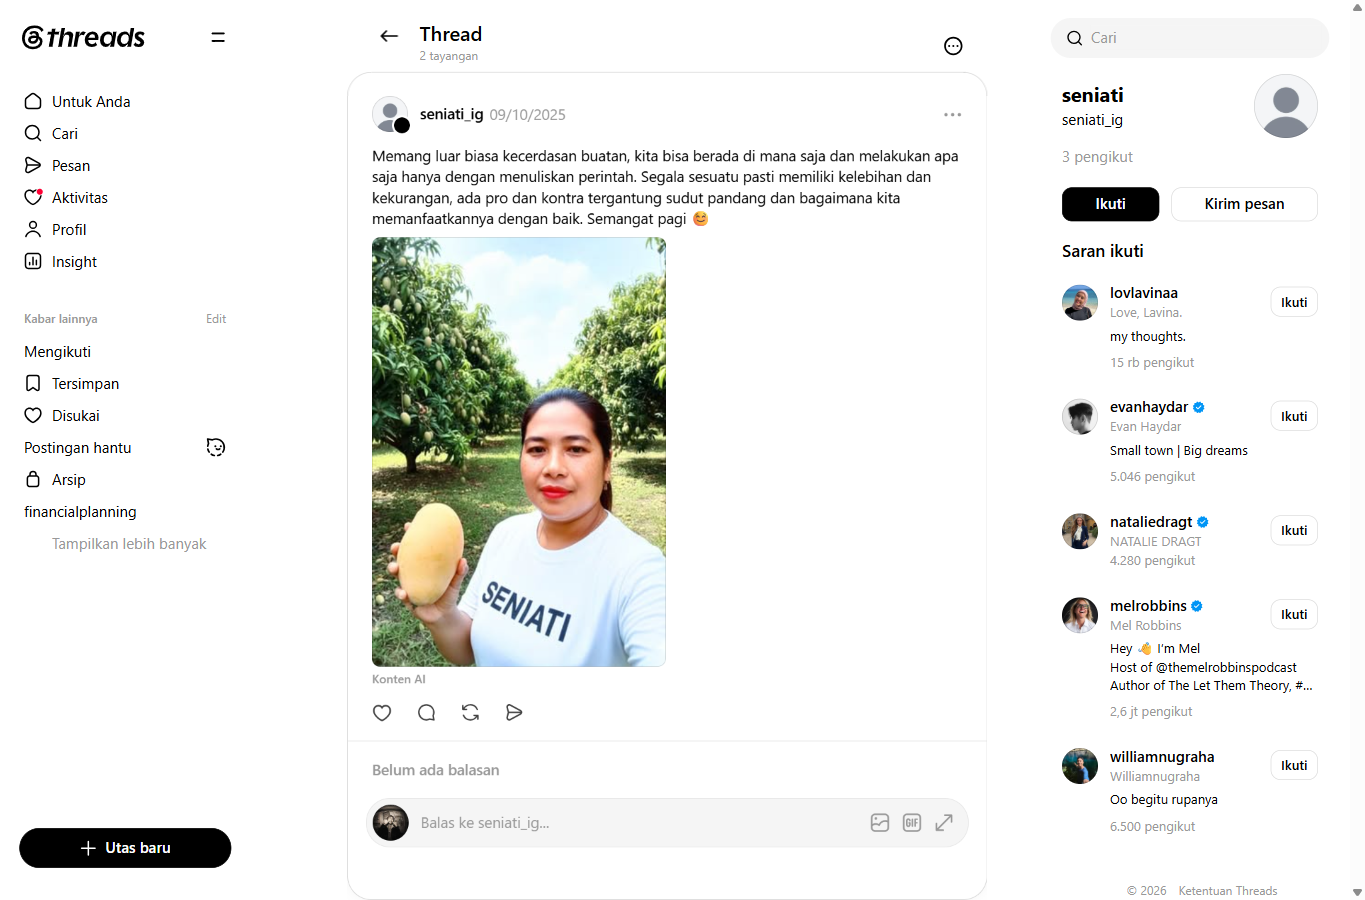 threads
Untuk Anda
Cari
Pesan
Aktivitas
Profil
Insight
Kabar lainnya
Edit
Mengikuti
Tersimpan
Disukai
Postingan hantu
Arsip
financialplanning
Tampilkan lebih banyak
Utas baru
Thread
2 tayangan
seniati_ig 09/10/2025
Memang luar biasa kecerdasan buatan, kita bisa berada di mana saja dan melakukan apa
saja hanya dengan menuliskan perintah. Segala sesuatu pasti memiliki kelebihan dan
kekurangan, ada pro dan kontra tergantung sudut pandang dan bagaimana kita
memanfaatkannya dengan baik. Semangat pagi 😊
SENIATI
Konten AI
Belum ada balasan
Balas ke seniati_ig...
GIF
Cari
seniati
seniati_ig
3 pengikut
Ikuti
Kirim pesan
Saran ikuti
lovlavinaa
Love, Lavina.
Ikuti
my thoughts.
15 rb pengikut
evanhaydar
Evan Haydar
Ikuti
Small town | Big dreams
5.046 pengikut
nataliedragt
NATALIE DRAGT
Ikuti
4.280 pengikut
melrobbins
Mel Robbins
Ikuti
Hey 👋 I'm Mel
Host of @themelrobbinspodcast
Author of The Let Them Theory, #...
2,6 jt pengikut
williamnugraha
Williamnugraha
Ikuti
Oo begitu rupanya
6.500 pengikut
© 2026 Ketentuan Threads